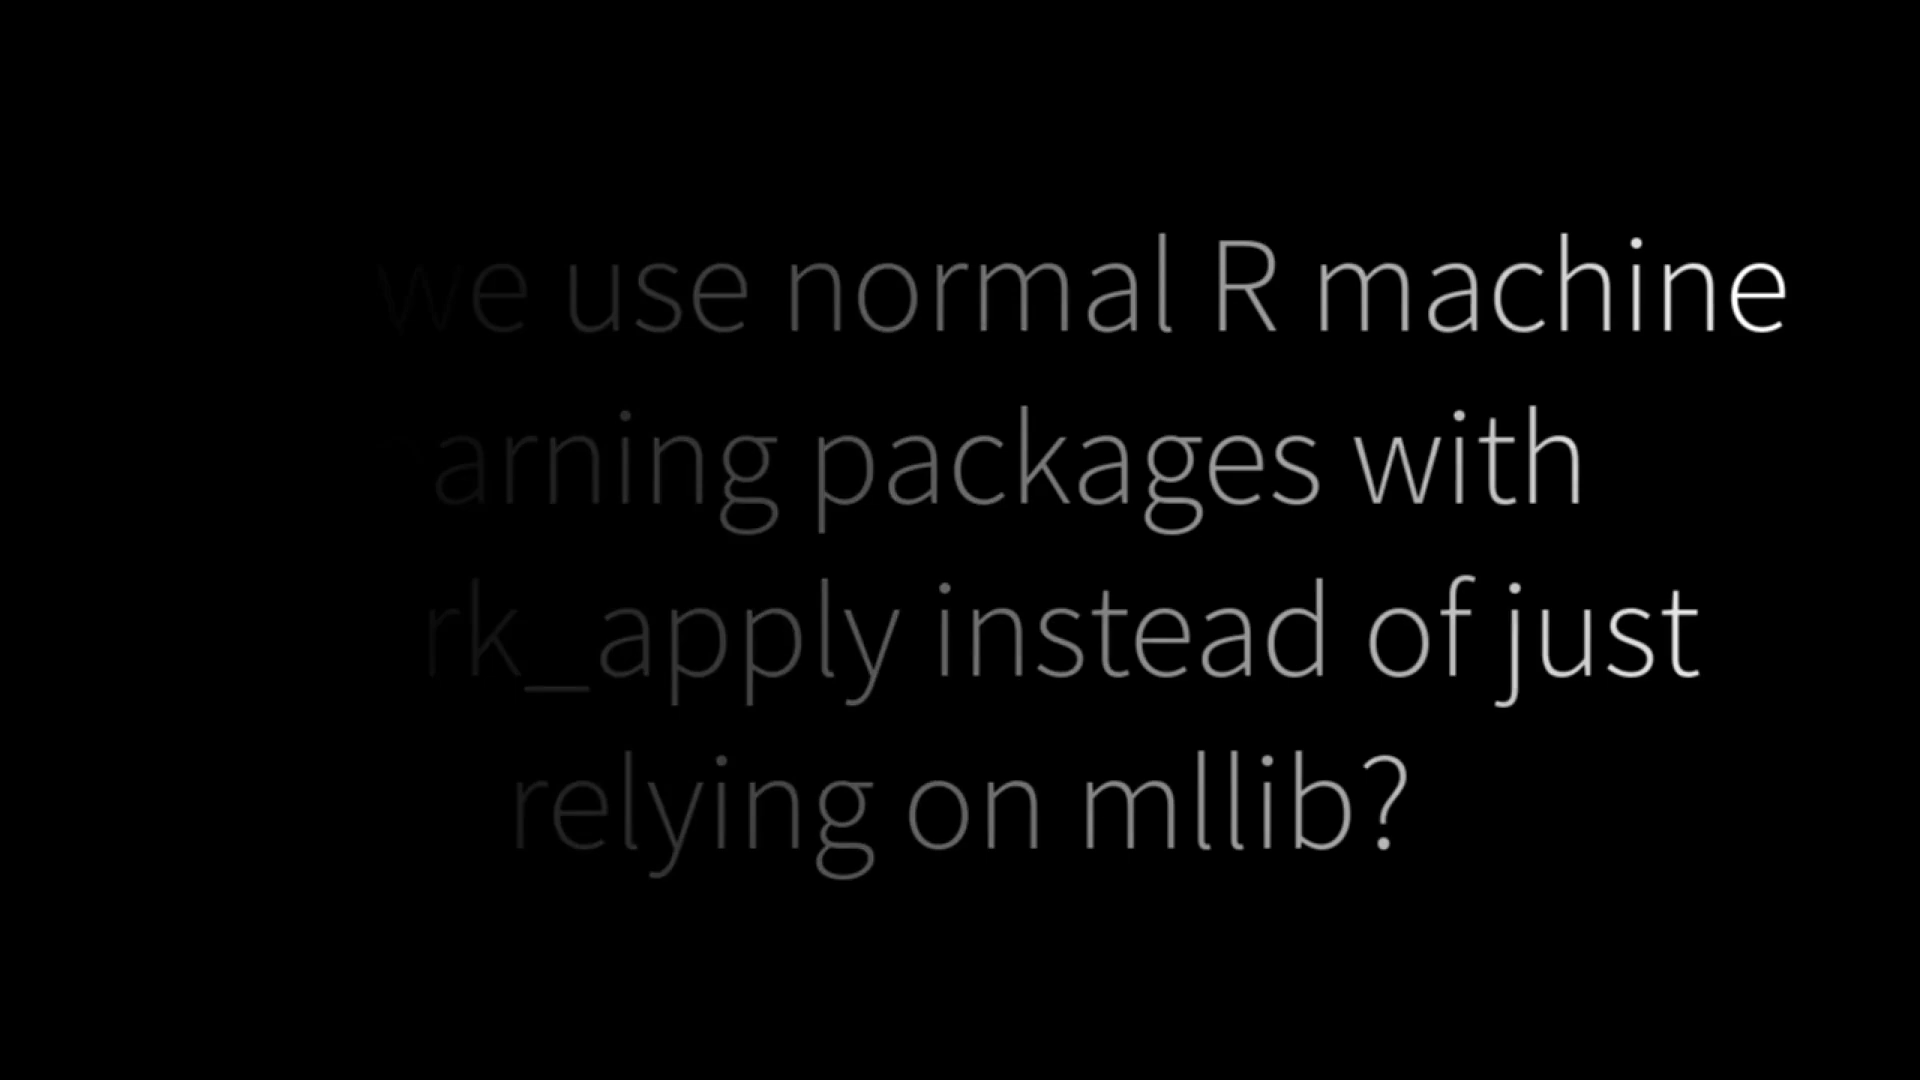 we use normal R machine
arning packages with
rk_apply instead of just
relying on mllib?